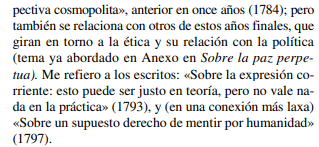 pectiva cosmopolita», anterior en once años (1784); pero
también se relaciona con otros de estos años finales, que
giran en torno a la ética y su relación con la política
(tema ya abordado en Anexo en Sobre la paz perpe-
tua). Me refiero a los escritos: «Sobre la expresión co-
rriente: esto puede ser justo en teoría, pero no vale na-
da en la práctica» (1793), y (en una conexión más laxa)
«Sobre un supuesto derecho de mentir por humanidad»
(1797).